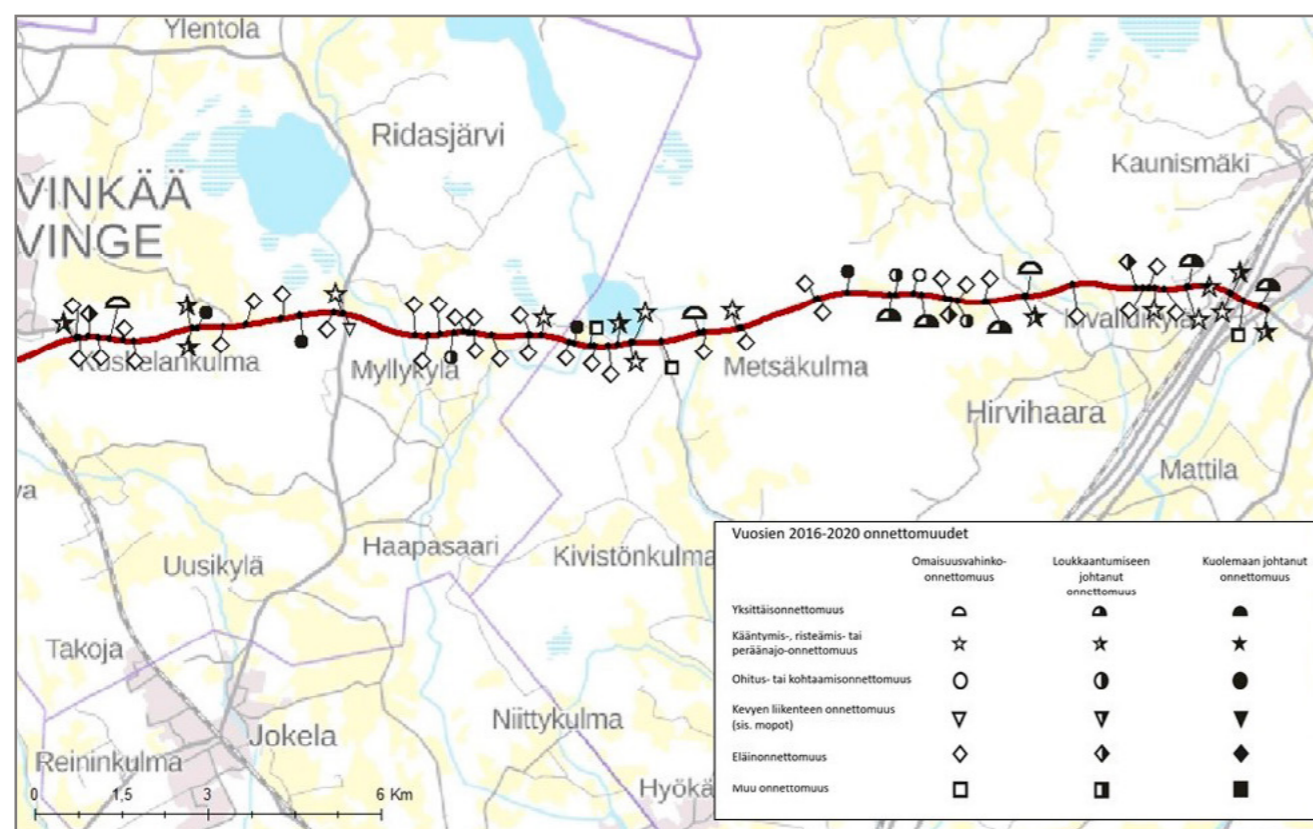 Ylentola
Ridasjärvi
Kaunismäki
VINKÄÄ
VINGE
Koskelankulma
Myllykylä
Metsäkulma
Hirvihaara
Mattila
Haapasaari
Kivistönkulma
Uusikylä
Takoja
Niittykulma
Jokela
Reininkulma
Hyökä
0 1,5 3 6 Km
Vuosien 2016-2020 onnettomuudet
Omaisuusvahinko-
onnettomuus
Loukkaantumiseen
johtanut
onnettomuus
Kuolemaan johtanut
onnettomuus
Yksittäisonnettomuus
Kääntymis-, risteämis- tai
peräänajo-onnettomuus
Ohitus- tai kohtaamisonnettomuus
Kevyen liikenteen onnettomuus
(sis. mopot)
Eläinonnettomuus
Muu onnettomuus